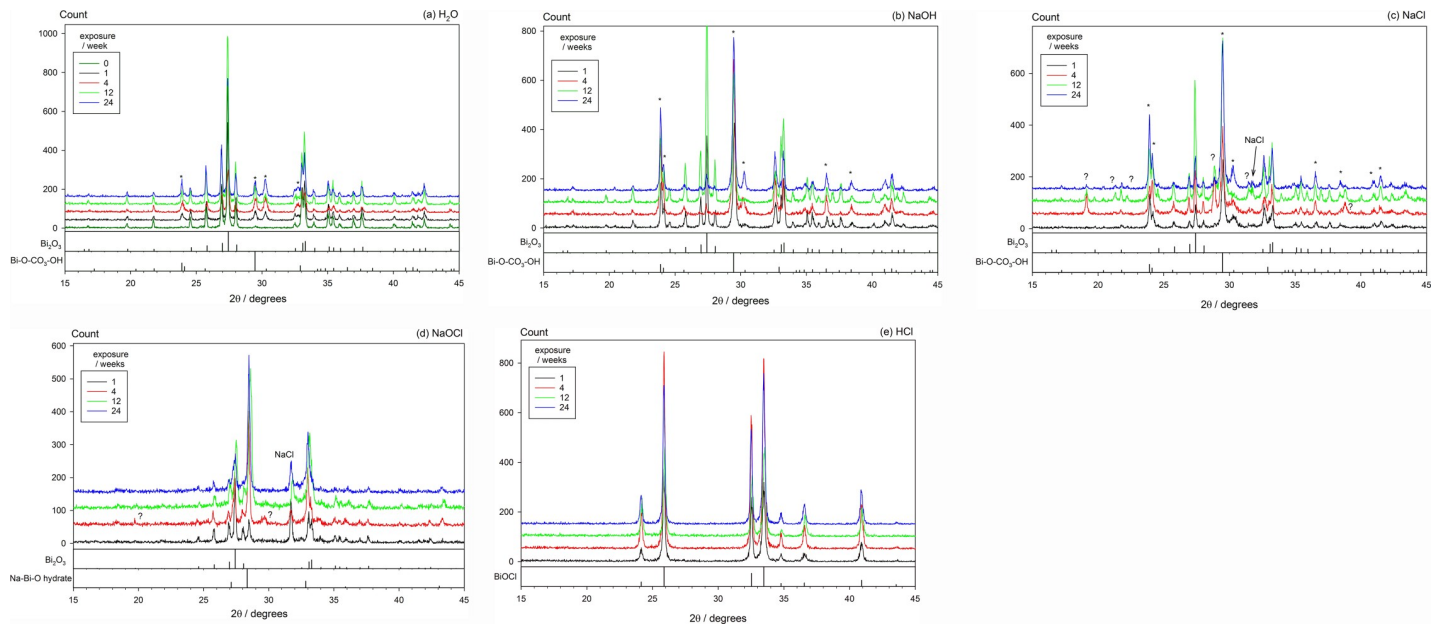 Count (a) H₂O
exposure
/ week
0
1
4
12
24
*
*
*
*
1000
800
600
400
200
0
Bi₂O₃
Bi-O-CO₃-OH
15 20 25 30 35 40 45
2θ / degrees
Count (b) NaOH
exposure
/ weeks
1
4
12
24
*
*
*
*
*
*
800
600
400
200
0
Bi₂O₃
Bi-O-CO₃-OH
15 20 25 30 35 40 45
2θ / degrees
Count (c) NaCl
exposure
/ weeks
1
4
12
24
*
*
*
NaCl
?
*
*
*
*
*
? ? ? ?
?
600
400
200
0
Bi₂O₃
Bi-O-CO₃-OH
15 20 25 30 35 40 45
2θ / degrees
Count (d) NaOCl
exposure
/ weeks
1
4
12
24
NaCl
? ?
600
500
400
300
200
100
0
Bi₂O₃
Na-Bi-O hydrate
15 20 25 30 35 40 45
2θ / degrees
Count (e) HCl
exposure
/ weeks
1
4
12
24
800
600
400
200
0
BiOCl
15 20 25 30 35 40 45
2θ / degrees